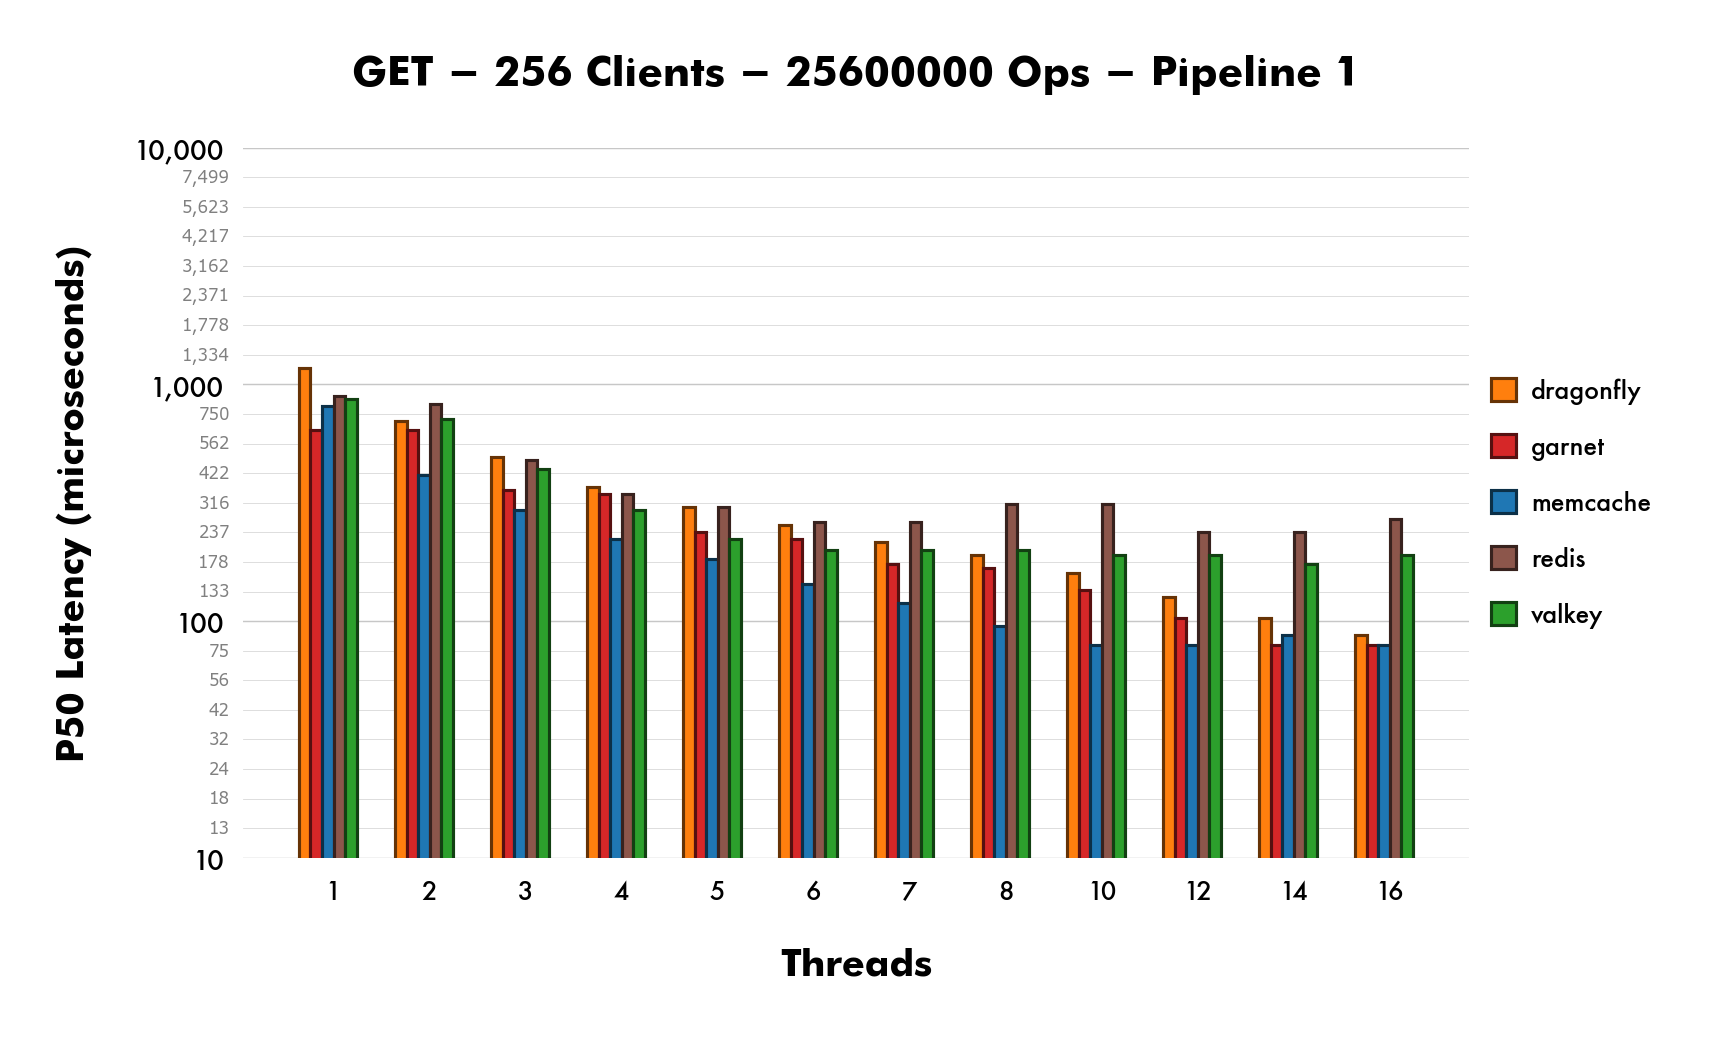 GET – 256 Clients – 25600000 Ops – Pipeline 1
P50 Latency (microseconds)
10,000
7,499
5,623
4,217
3,162
2,371
1,778
1,334
1,000
750
562
422
316
237
178
133
100
75
56
42
32
24
18
13
10
1 2 3 4 5 6 7 8 10 12 14 16
Threads
dragonfly
garnet
memcache
redis
valkey